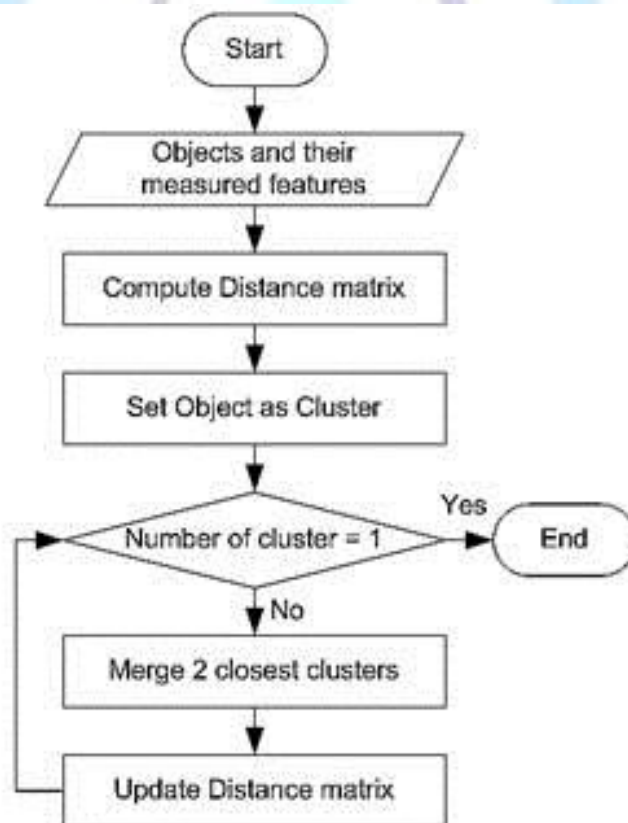 Start
Objects and their
measured features
Compute Distance matrix
Set Object as Cluster
Number of cluster = 1
Yes
End
No
Merge 2 closest clusters
Update Distance matrix